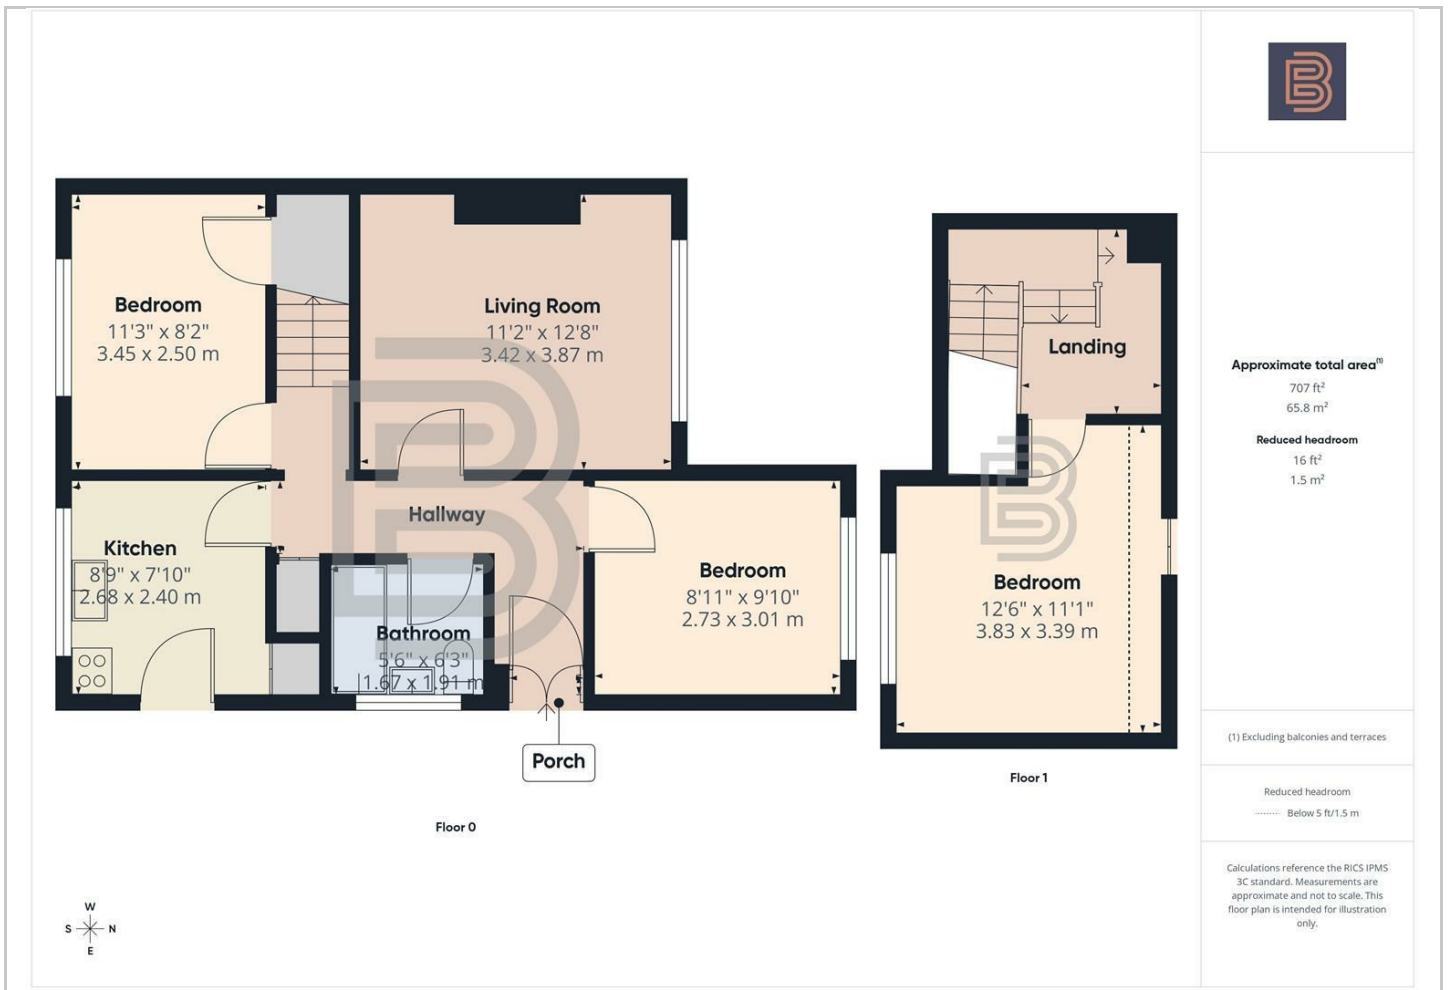 Bedroom
11'3" x 8'2"
3.45 x 2.50 m
Living Room
11'2" x 12'8"
3.42 x 3.87 m
Hallway
Kitchen
8'9" x 7'10"
2.68 x 2.40 m
Bathroom
5'6" x 6'3"
1.67 x 1.91 m
Bedroom
8'11" x 9'10"
2.73 x 3.01 m
Porch
Floor 0
Landing
Bedroom
12'6" x 11'1"
3.83 x 3.39 m
Floor 1
W
S N
E
B
Approximate total area(1)
707 ft²
65.8 m²
Reduced headroom
16 ft²
1.5 m²
(1) Excluding balconies and terraces
Reduced headroom
Below 5 ft/1.5 m
Calculations reference the RICS IPMS
3C standard. Measurements are
approximate and not to scale. This
floor plan is intended for illustration
only.